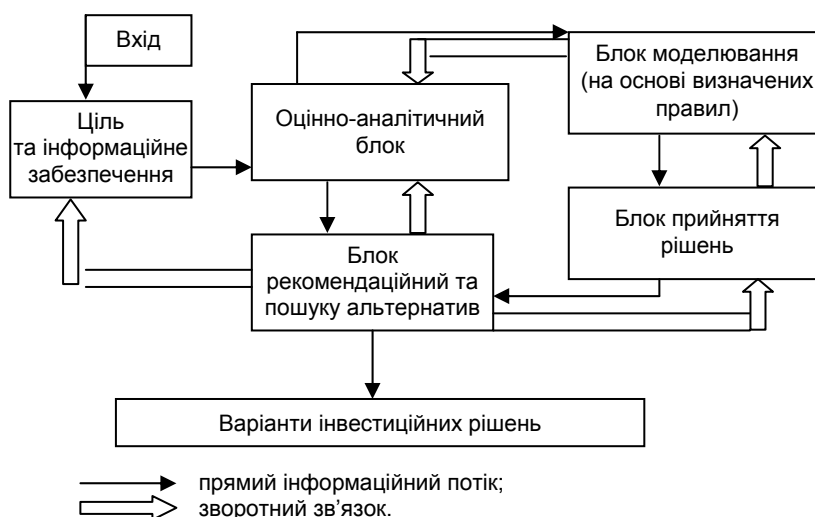 Вхід
Ціль
та інформаційне
забезпечення
Оцінно-аналітичний
блок
Блок моделювання
(на основі визначених
правил)
Блок прийняття
рішень
Блок
рекомендаційний та
пошуку альтернатив
Варіанти інвестиційних рішень
прямий інформаційний потік;
зворотний зв’язок.